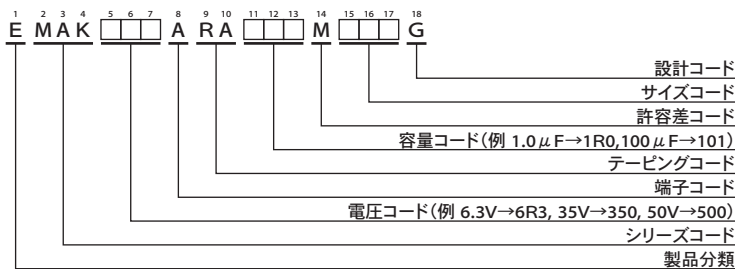 1 2 3 4 5 6 7 8 9 10 11 12 13 14 15 16 17 18
E MAK □□□ A RA □□□ M □□□ G
設計コード
サイズコード
許容差コード
容量コード(例 1.0μF→1R0,100μF→101)
テーピングコード
端子コード
電圧コード(例 6.3V→6R3, 35V→350, 50V→500)
シリーズコード
製品分類